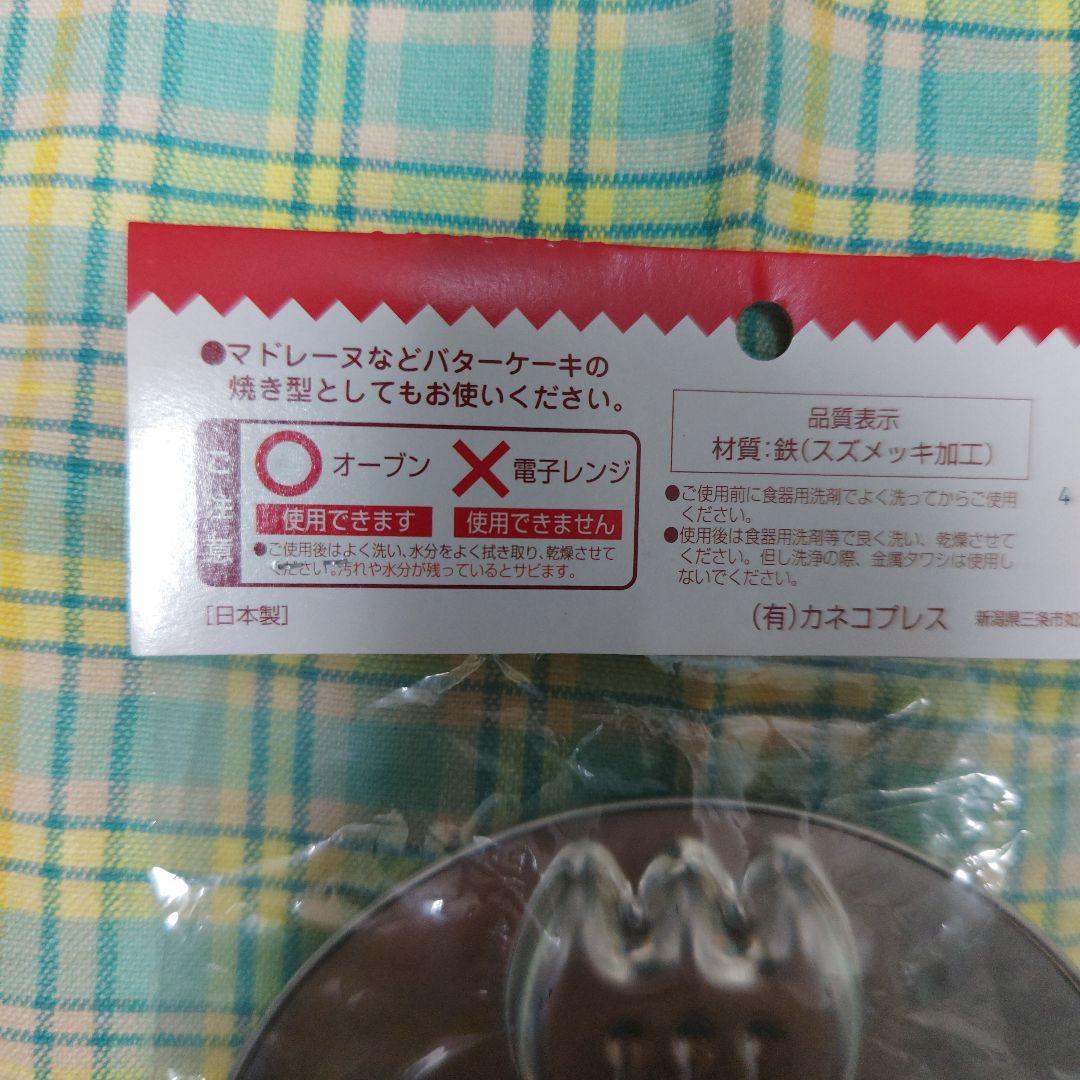 ●マドレーヌなどバターケーキの
焼き型としてもお使いください。
ご注意
オーブン
使用できます
電子レンジ
使用できません
●ご使用後はよく洗い、水分をよく拭き取り、乾燥させて
ください。汚れや水分が残っているとサビます。
[日本製]
品質表示
材質:鉄(スズメッキ加工)
●ご使用前に食器用洗剤でよく洗ってからご使用
ください。
●使用後は食器用洗剤等で良く洗い、乾燥させて
ください。但し洗浄の際、金属タワシは使用し
ないでください。
4
(有)カネコプレス 新潟県三条市如